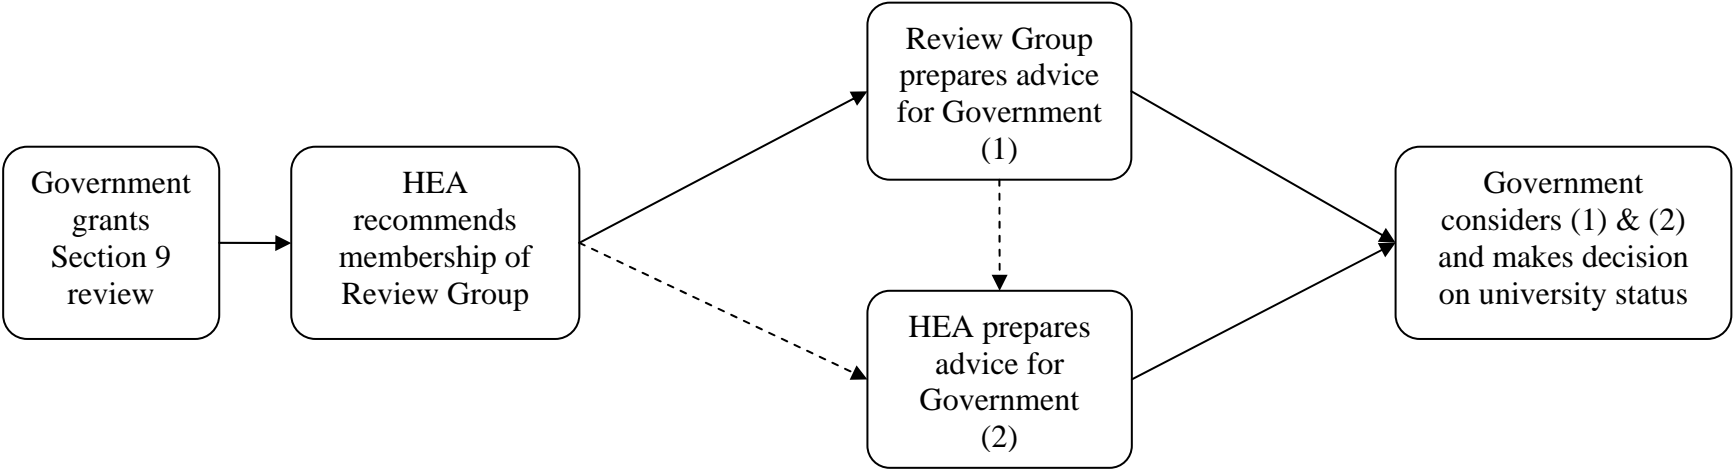 Government
grants
Section 9
review
HEA
recommends
membership of
Review Group
Review Group
prepares advice
for Government
(1)
HEA prepares
advice for
Government
(2)
Government
considers (1) & (2)
and makes decision
on university status